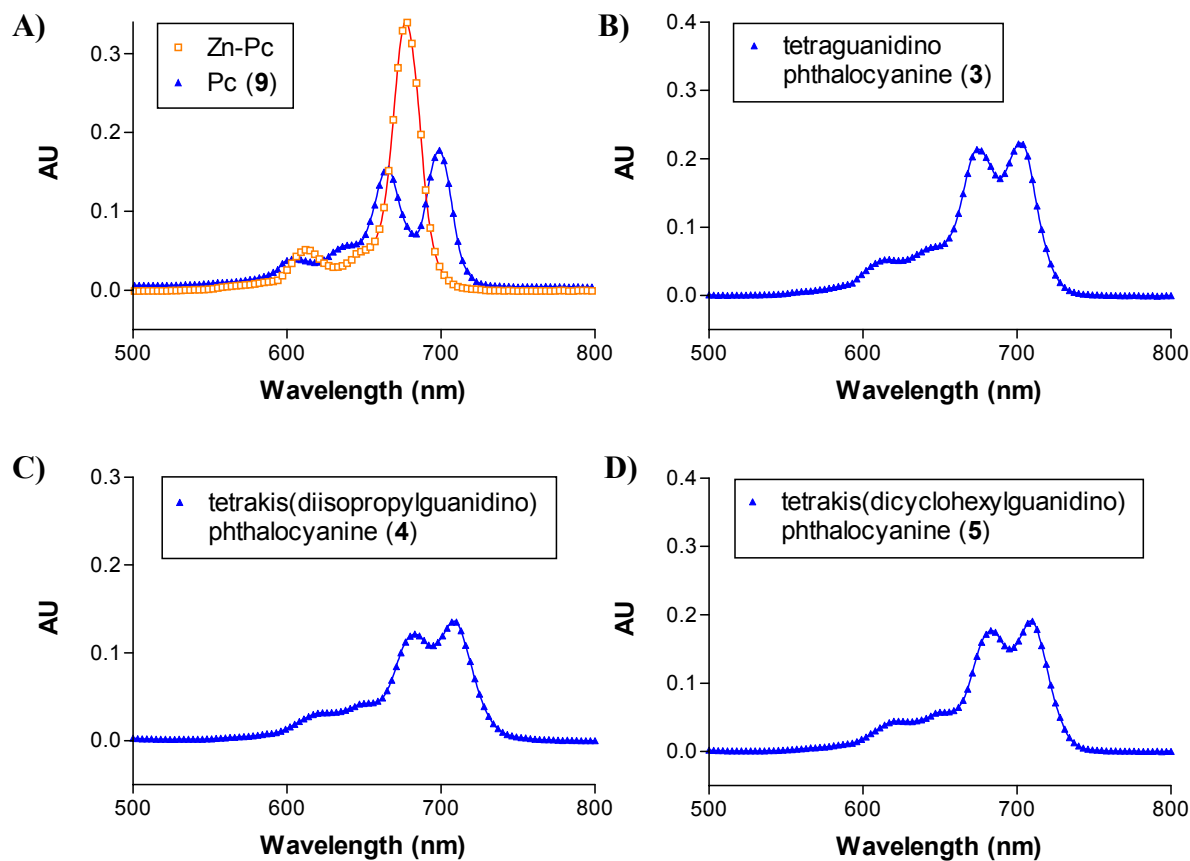 A)
Zn-Pc
Pc (9)
AU
0.3
0.2
0.1
0.0
500 600 700 800
Wavelength (nm)
B)
tetraguanidino
phthalocyanine (3)
AU
0.4
0.3
0.2
0.1
0.0
500 600 700 800
Wavelength (nm)
C)
tetrakis(diisopropylguanidino)
phthalocyanine (4)
AU
0.3
0.2
0.1
0.0
500 600 700 800
Wavelength (nm)
D)
tetrakis(dicyclohexylguanidino)
phthalocyanine (5)
AU
0.4
0.3
0.2
0.1
0.0
500 600 700 800
Wavelength (nm)